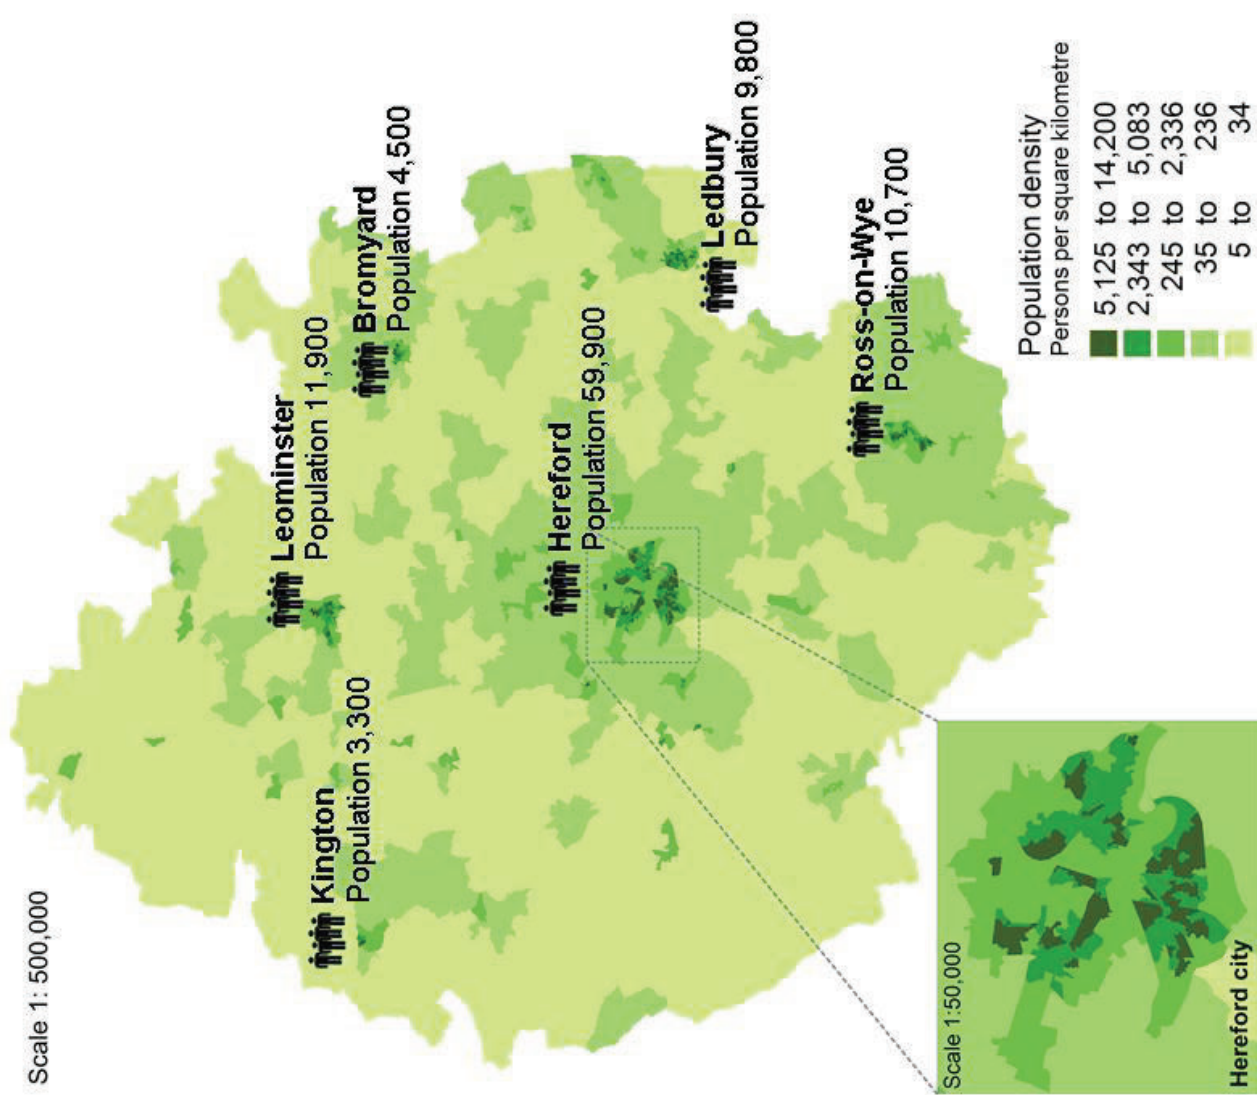 Scale 1: 500,000
Kington
Population 3,300
Leominster
Population 11,900
Bromyard
Population 4,500
Hereford
Population 59,900
Ledbury
Population 9,800
Ross-on-Wye
Population 10,700
Scale 1:50,000
Hereford city
Population density
Persons per square kilometre
5,125 to 14,200
2,343 to 5,083
245 to 2,336
35 to 236
5 to 34